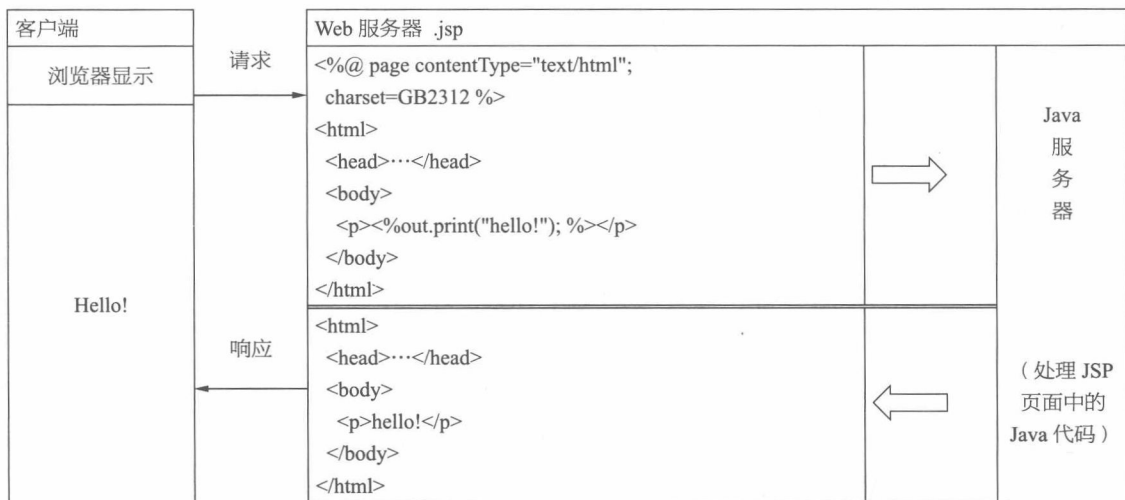 客户端
浏览器显示
Hello!
请求
响应
Web 服务器 .jsp
<%@ page contentType="text/html";
charset=GB2312 %>
<html>
<head>···</head>
<body>
<p><%out.print("hello!"); %></p>
</body>
</html>
<html>
<head>···</head>
<body>
<p>hello!</p>
</body>
</html>
Java
服
务
器
（处理 JSP
页面中的
Java 代码）